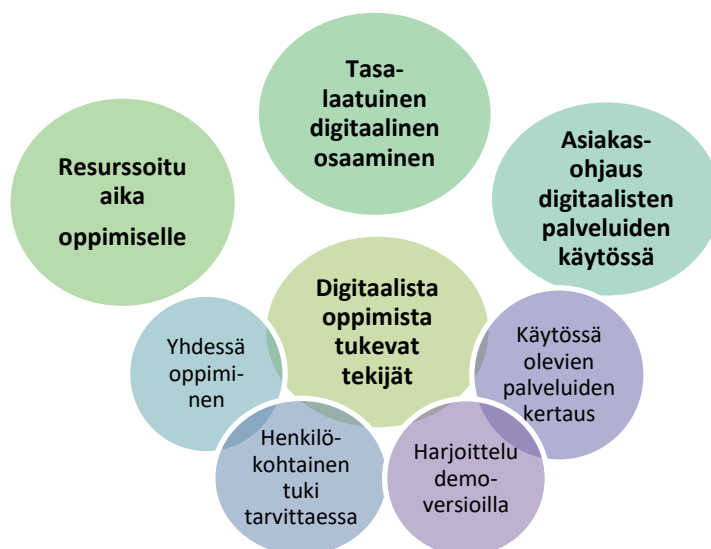 Tasa-
laatuinen
digitaalinen
osaaminen
Resurssoitu
aika
oppimiselle
Asiakas-
ohjaus
digitaalisten
palveluiden
käytössä
Digitaalista
oppimista
tukevat
tekijät
Yhdessä
oppimi-
nen
Käytössä
olevien
palveluiden
kertaus
Henkilö-
kohtainen
tuki
tarvittaessa
Harjoittelu
demo-
versioilla